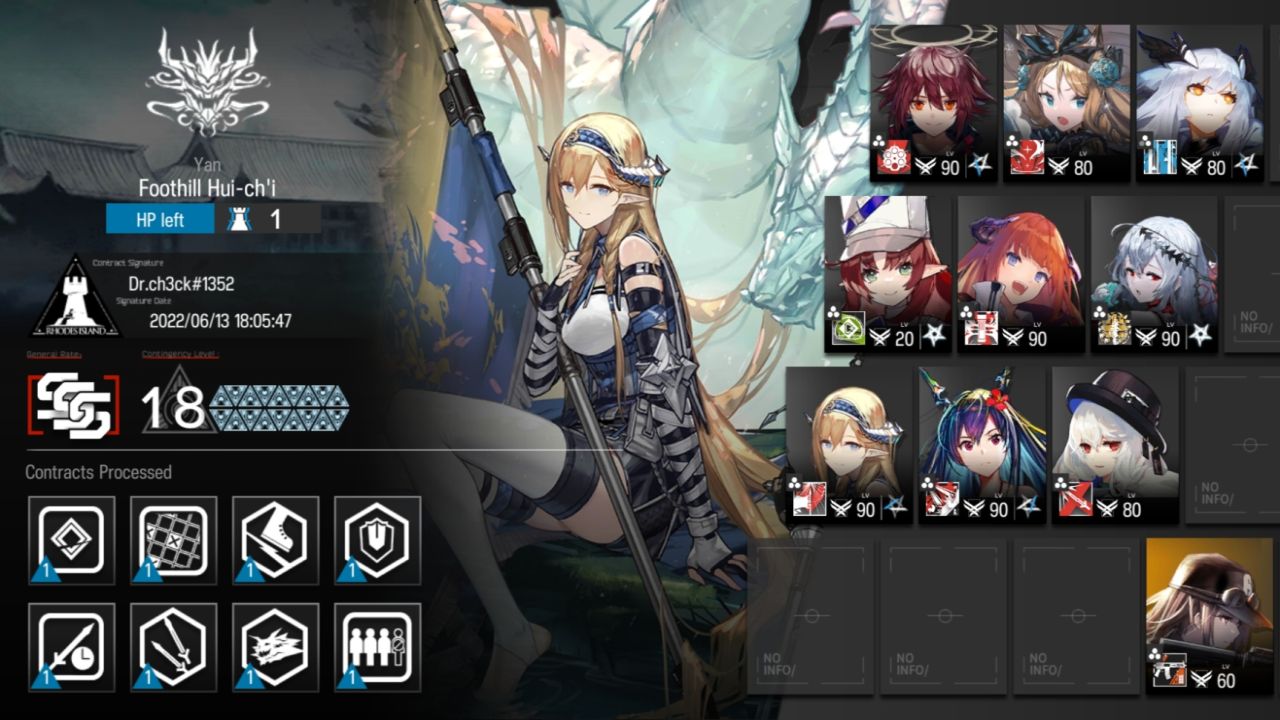 Yan
Foothill Hui-ch'i
HP left 1
Contract Signature
Dr.ch3ck#1352
Signature Date
2022/06/13 18:05:47
RHODES ISLAND
General Rate:
Contingency Level:
SSS
18
Contracts Processed
1 1 1 1
1 1 1 1
LV
90
LV
80
LV
80
LV
20
LV
90
LV
90
NO
INFO/
LV
90
LV
90
LV
80
NO
INFO/
NO
INFO/
NO
INFO/
NO
INFO/
LV
60